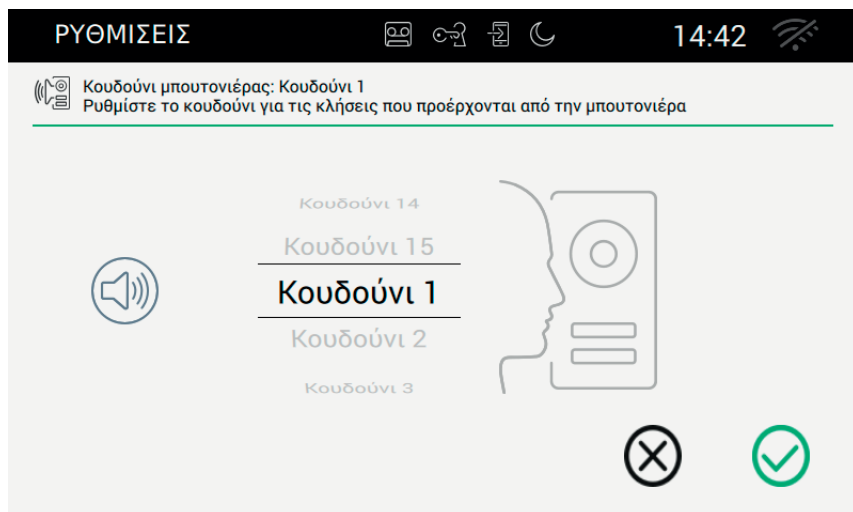 ΡΥΘΜΙΣΕΙΣ 14:42
Κουδούνι μπουτονιέρας: Κουδούνι 1
Ρυθμίστε το κουδούνι για τις κλήσεις που προέρχονται από την μπουτονιέρα
Κουδούνι 14
Κουδούνι 15
Κουδούνι 1
Κουδούνι 2
Κουδούνι 3